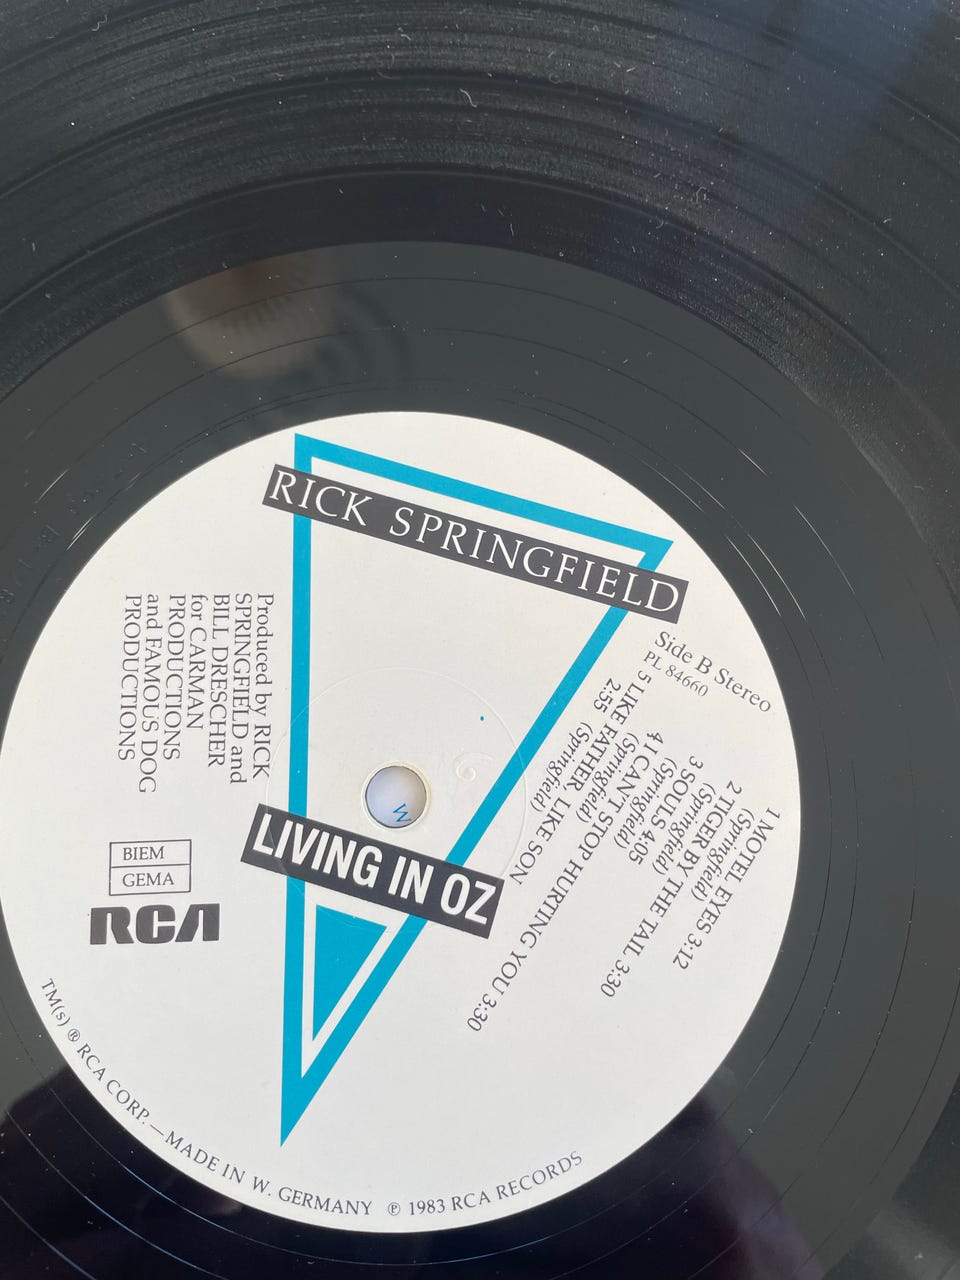 RICK SPRINGFIELD
Side B Stereo
PL 84660
1 MOTEL EYES 3:12
(Springfield)
2 TIGER BY THE TAIL 3:30
(Springfield)
3 SOULS 4:05
(Springfield)
4 I CAN'T STOP HURTING YOU 3:30
(Springfield)
5 LIKE FATHER, LIKE SON
2:55 (Springfield)
Produced by RICK
SPRINGFIELD and
BILL DRESCHER
for CARMAN
PRODUCTIONS
and FAMOUS DOG
PRODUCTIONS
LIVING IN OZ
BIEM
GEMA
RCA
TM(s) ® RCA CORP. — MADE IN W. GERMANY ℗ 1983 RCA RECORDS